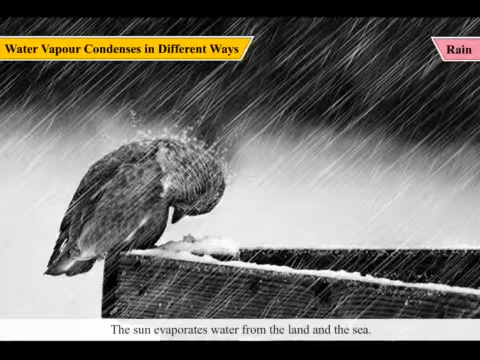 Water Vapour Condenses in Different Ways
Rain
The sun evaporates water from the land and the sea.